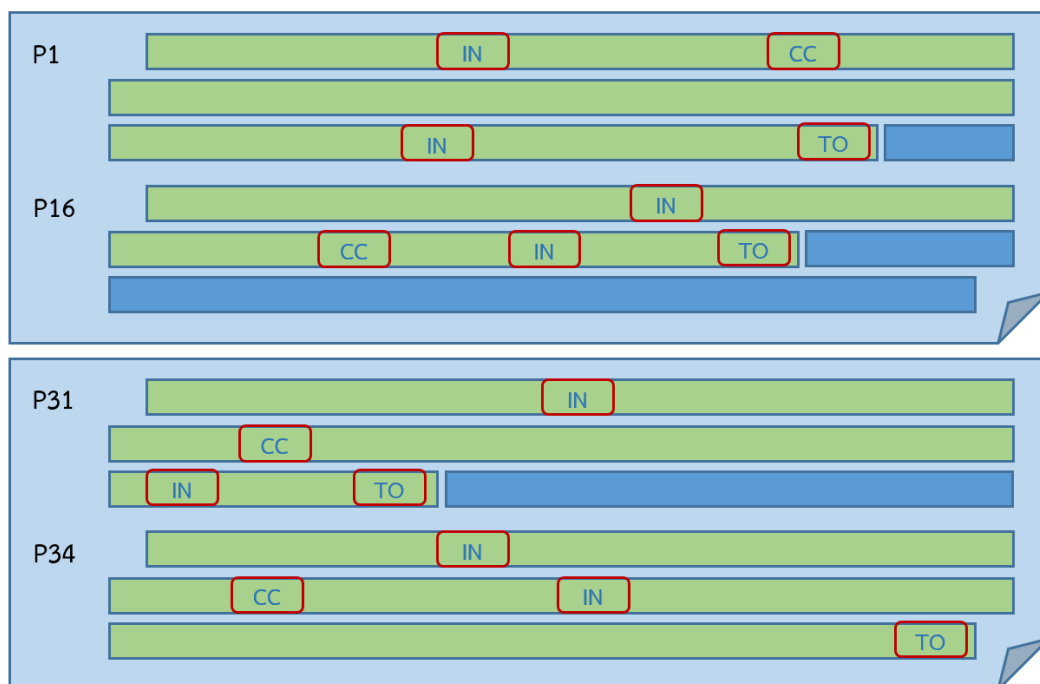 P1 IN CC
IN TO
P16 IN
CC IN TO
P31 IN
CC
IN TO
P34 IN
CC IN
TO